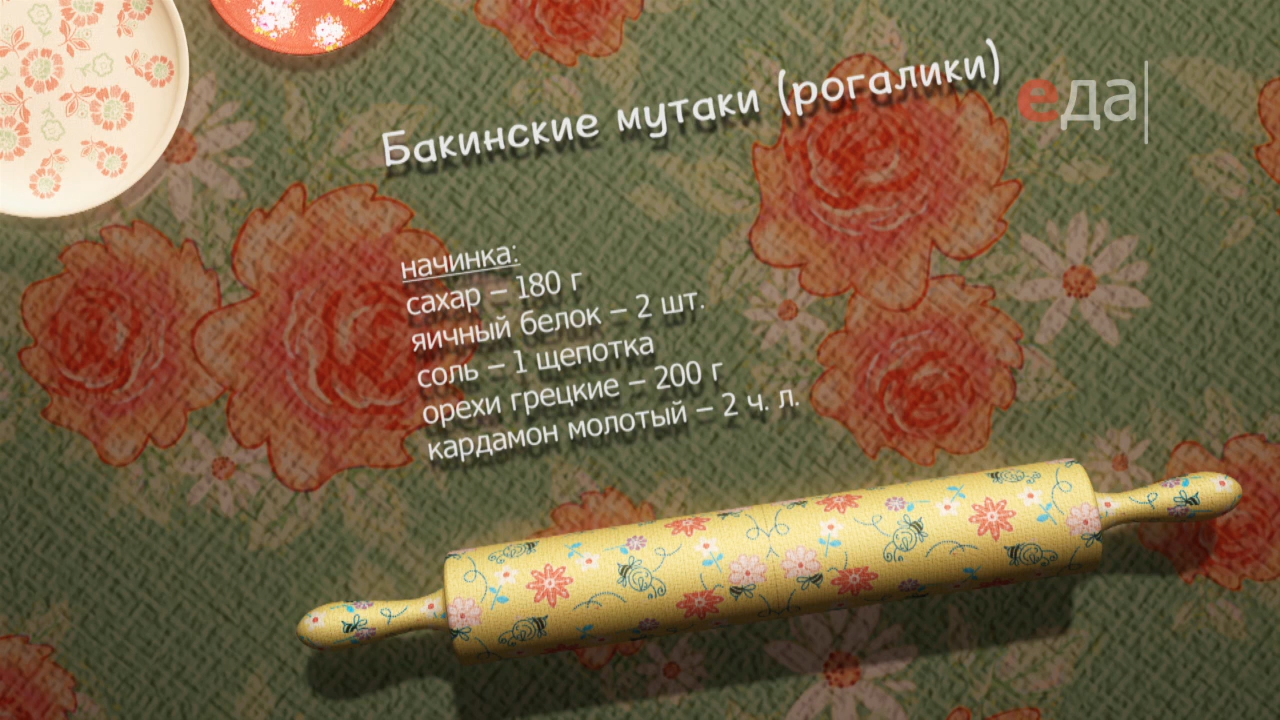 Бакинские мутаки (рогалики)
еда
начинка:
сахар – 180 г
яичный белок – 2 шт.
соль – 1 щепотка
орехи грецкие – 200 г
кардамон молотый – 2 ч. л.